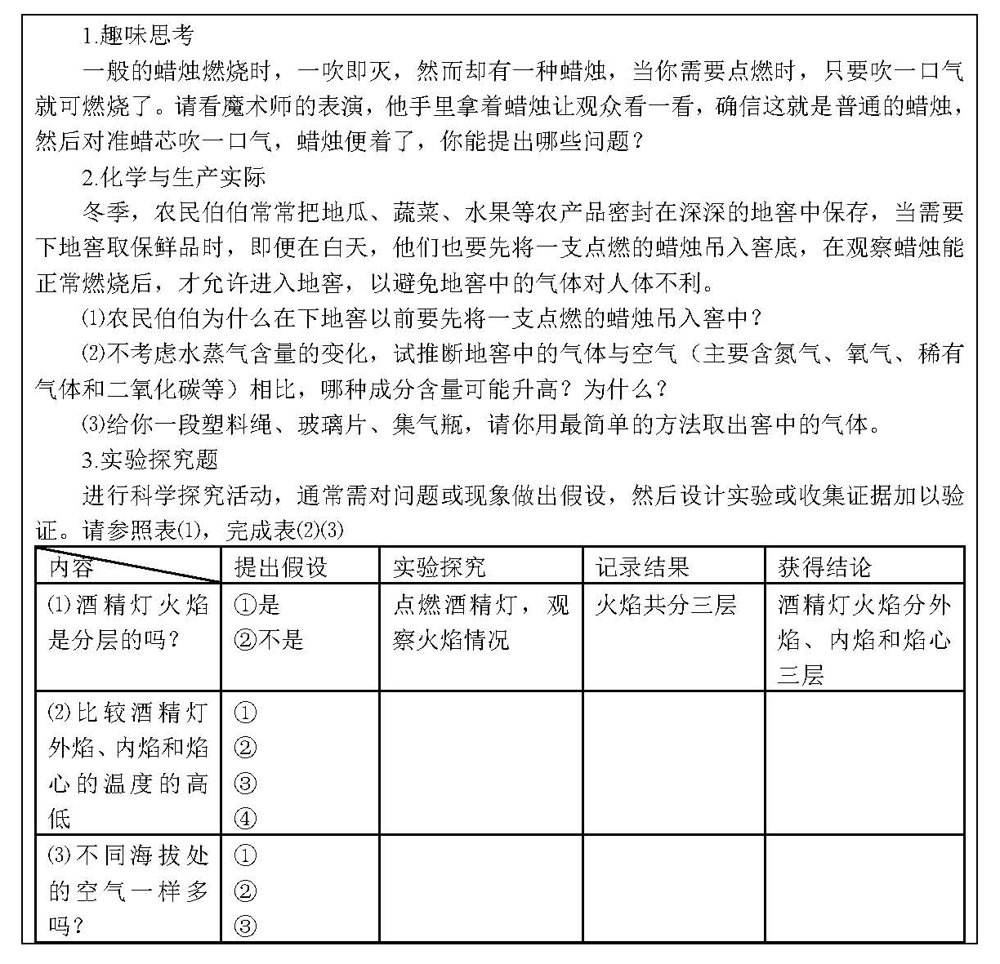 1.趣味思考
一般的蜡烛燃烧时，一吹即灭，然而却有一种蜡烛，当你需要点燃时，只要吹一口气
就可燃烧了。请看魔术师的表演，他手里拿着蜡烛让观众看一看，确信这就是普通的蜡烛，
然后对准蜡芯吹一口气，蜡烛便着了，你能提出哪些问题？
2.化学与生产实际
冬季，农民伯伯常常把地瓜、蔬菜、水果等农产品密封在深深的地窖中保存，当需要
下地窖取保鲜品时，即便在白天，他们也要先将一支点燃的蜡烛吊入窖底，在观察蜡烛能
正常燃烧后，才允许进入地窖，以避免地窖中的气体对人体不利。
⑴农民伯伯为什么在下地窖以前要先将一支点燃的蜡烛吊入窖中？
⑵不考虑水蒸气含量的变化，试推断地窖中的气体与空气（主要含氮气、氧气、稀有
气体和二氧化碳等）相比，哪种成分含量可能升高？为什么？
⑶给你一段塑料绳、玻璃片、集气瓶，请你用最简单的方法取出窖中的气体。
3.实验探究题
进行科学探究活动，通常需对问题或现象做出假设，然后设计实验或收集证据加以验
证。请参照表⑴，完成表⑵⑶
内容 提出假设 实验探究 记录结果 获得结论
⑴酒精灯火焰
是分层的吗？
①是
②不是
点燃酒精灯，观
察火焰情况
火焰共分三层
酒精灯火焰分外
焰、内焰和焰心
三层
⑵比较酒精灯
外焰、内焰和焰
心的温度的高
低
①
②
③
④
⑶不同海拔处
的空气一样多
吗？
①
②
③